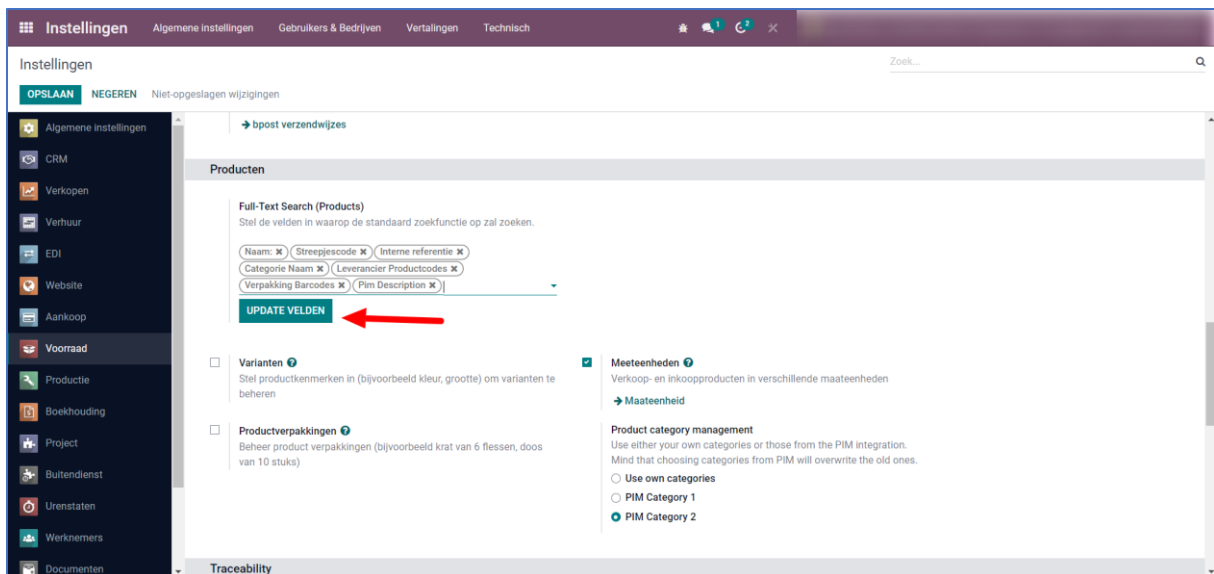 Instellingen Algemene instellingen Gebruikers & Bedrijven Vertalingen Technisch 1 2
Instellingen Zoek...
OPSLAAN NEGEREN Niet-opgeslagen wijzigingen
Algemene instellingen
CRM
Verkopen
Verhuur
EDI
Website
Aankoop
Voorraad
Productie
Boekhouding
Project
Buitendienst
Urenstaten
Werknemers
Documenten
bpost verzendwijzes
Producten
Full-Text Search (Products)
Stel de velden in waarop de standaard zoekfunctie op zal zoeken.
Naam: Streepjescode Interne referentie
Categorie Naam Leverancier Productcodes
Verpakking Barcodes Pim Description
UPDATE VELDEN
Varianten
Stel productkenmerken in (bijvoorbeeld kleur, grootte) om varianten te
beheren
Meeteenheden
Verkoop- en inkoopproducten in verschillende maateenheden
Maateenheid
Productverpakkingen
Beheer product verpakkingen (bijvoorbeeld krat van 6 flessen, doos
van 10 stuks)
Product category management
Use either your own categories or those from the PIM integration.
Mind that choosing categories from PIM will overwrite the old ones.
Use own categories
PIM Category 1
PIM Category 2
Traceability